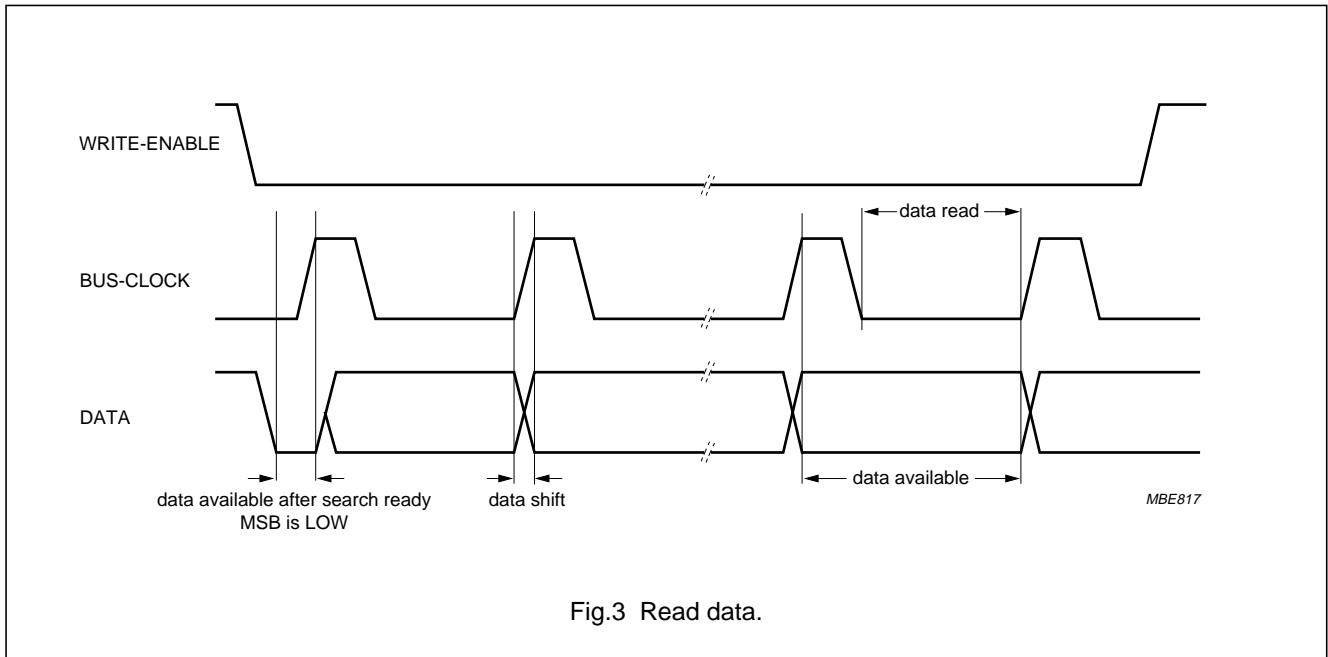 WRITE-ENABLE
data read
BUS-CLOCK
DATA
data available
data available after search ready
MSB is LOW
data shift
MBE817
Fig.3 Read data.